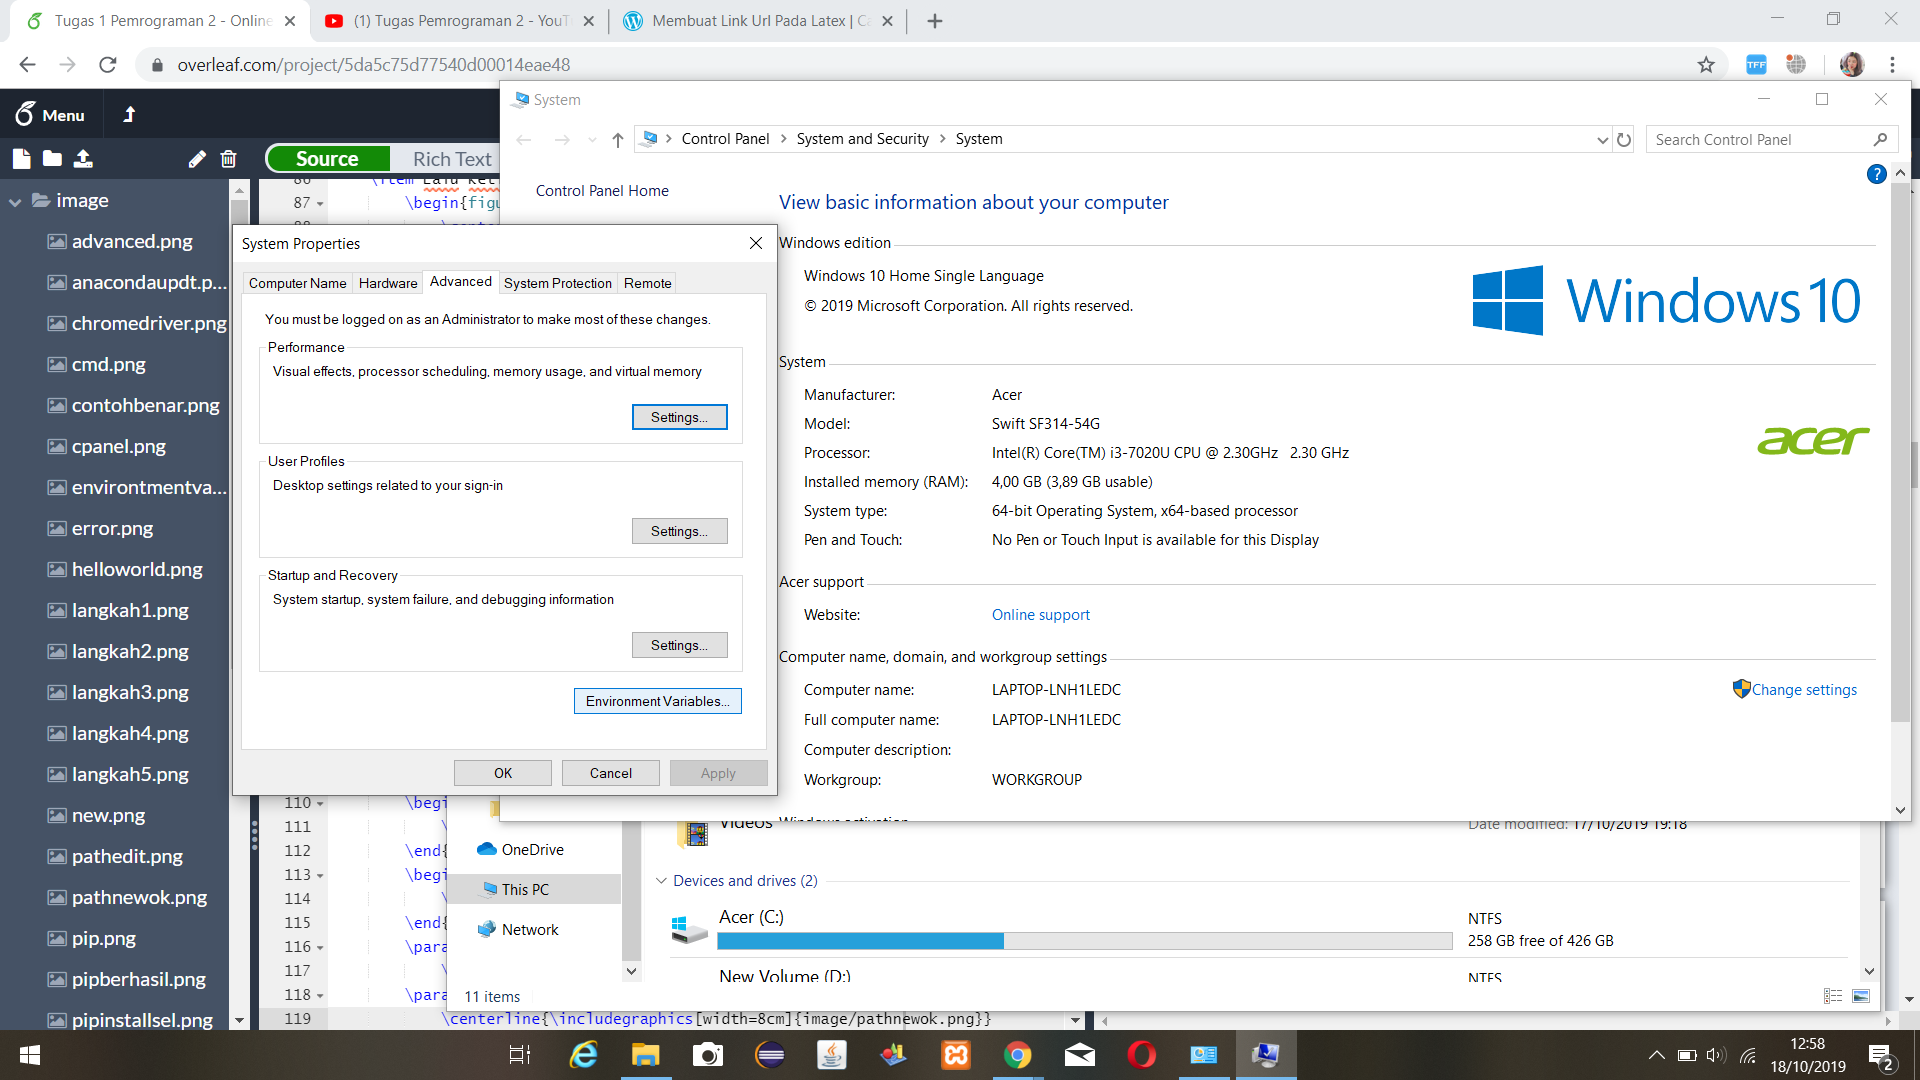 Tugas 1 Pemrograman 2 - Online
(1) Tugas Pemrograman 2 - YouT
Membuat Link Url Pada Latex | Ca
overleaf.com/project/5da5c75d77540d00014eae48
TFF
Menu
Source
Rich Text
image
advanced.png
anacondaupdt.p...
chromedriver.png
cmd.png
contohbenar.png
cpanel.png
environtmentva...
error.png
helloworld.png
langkah1.png
langkah2.png
langkah3.png
langkah4.png
langkah5.png
new.png
pathedit.png
pathnewok.png
pip.png
pipberhasil.png
pipinstallsel.png
87 \begin{figu
110 \begi
111 \
112 \end{
113 \begi
114 \
115 \end{
116 \para
117 \
118 \para
119 \centerline{\includegraphics[width=8cm]{image/pathnewok.png}}
System Properties
Computer Name
Hardware
Advanced
System Protection
Remote
You must be logged on as an Administrator to make most of these changes.
Performance
Visual effects, processor scheduling, memory usage, and virtual memory
Settings...
User Profiles
Desktop settings related to your sign-in
Settings...
Startup and Recovery
System startup, system failure, and debugging information
Settings...
Environment Variables...
OK
Cancel
Apply
System
Control Panel > System and Security > System
Search Control Panel
Control Panel Home
?
View basic information about your computer
Windows edition
Windows 10 Home Single Language
© 2019 Microsoft Corporation. All rights reserved.
Windows 10
System
Manufacturer: Acer
Model: Swift SF314-54G
Processor: Intel(R) Core(TM) i3-7020U CPU @ 2.30GHz 2.30 GHz
Installed memory (RAM): 4,00 GB (3,89 GB usable)
System type: 64-bit Operating System, x64-based processor
Pen and Touch: No Pen or Touch Input is available for this Display
acer
Acer support
Website: Online support
Computer name, domain, and workgroup settings
Computer name: LAPTOP-LNH1LEDC
Change settings
Full computer name: LAPTOP-LNH1LEDC
Computer description:
Workgroup: WORKGROUP
Videos
Date modified: 17/10/2019 19:18
OneDrive
This PC
Network
Devices and drives (2)
Acer (C:)
NTFS
258 GB free of 426 GB
New Volume (D:)
NTFS
11 items
12:58
18/10/2019
2